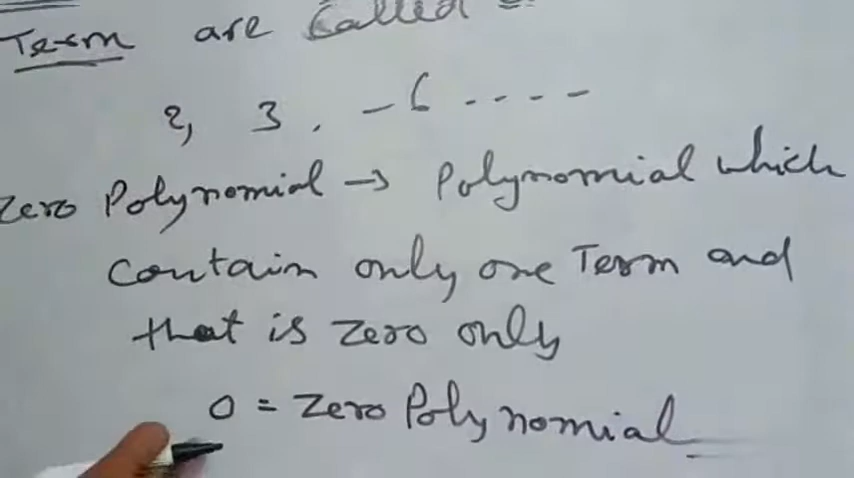 Term are Called
2, 3, -6 ----
Zero Polynomial → Polynomial which
contain only one Term and
that is zero only
0 = Zero Polynomial